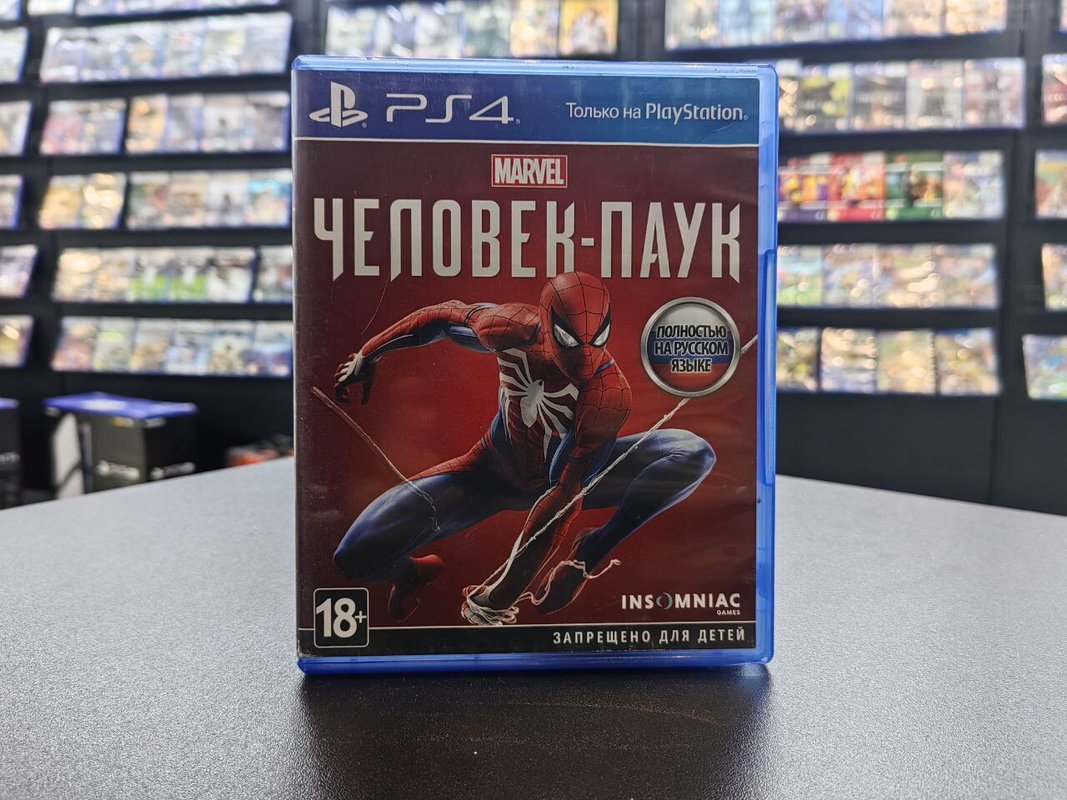 PS4
Только на PlayStation
MARVEL
ЧЕЛОВЕК-ПАУК
ПОЛНОСТЬЮ
НА РУССКОМ
ЯЗЫКЕ
INSOMNIAC
GAMES
18+
ЗАПРЕЩЕНО ДЛЯ ДЕТЕЙ